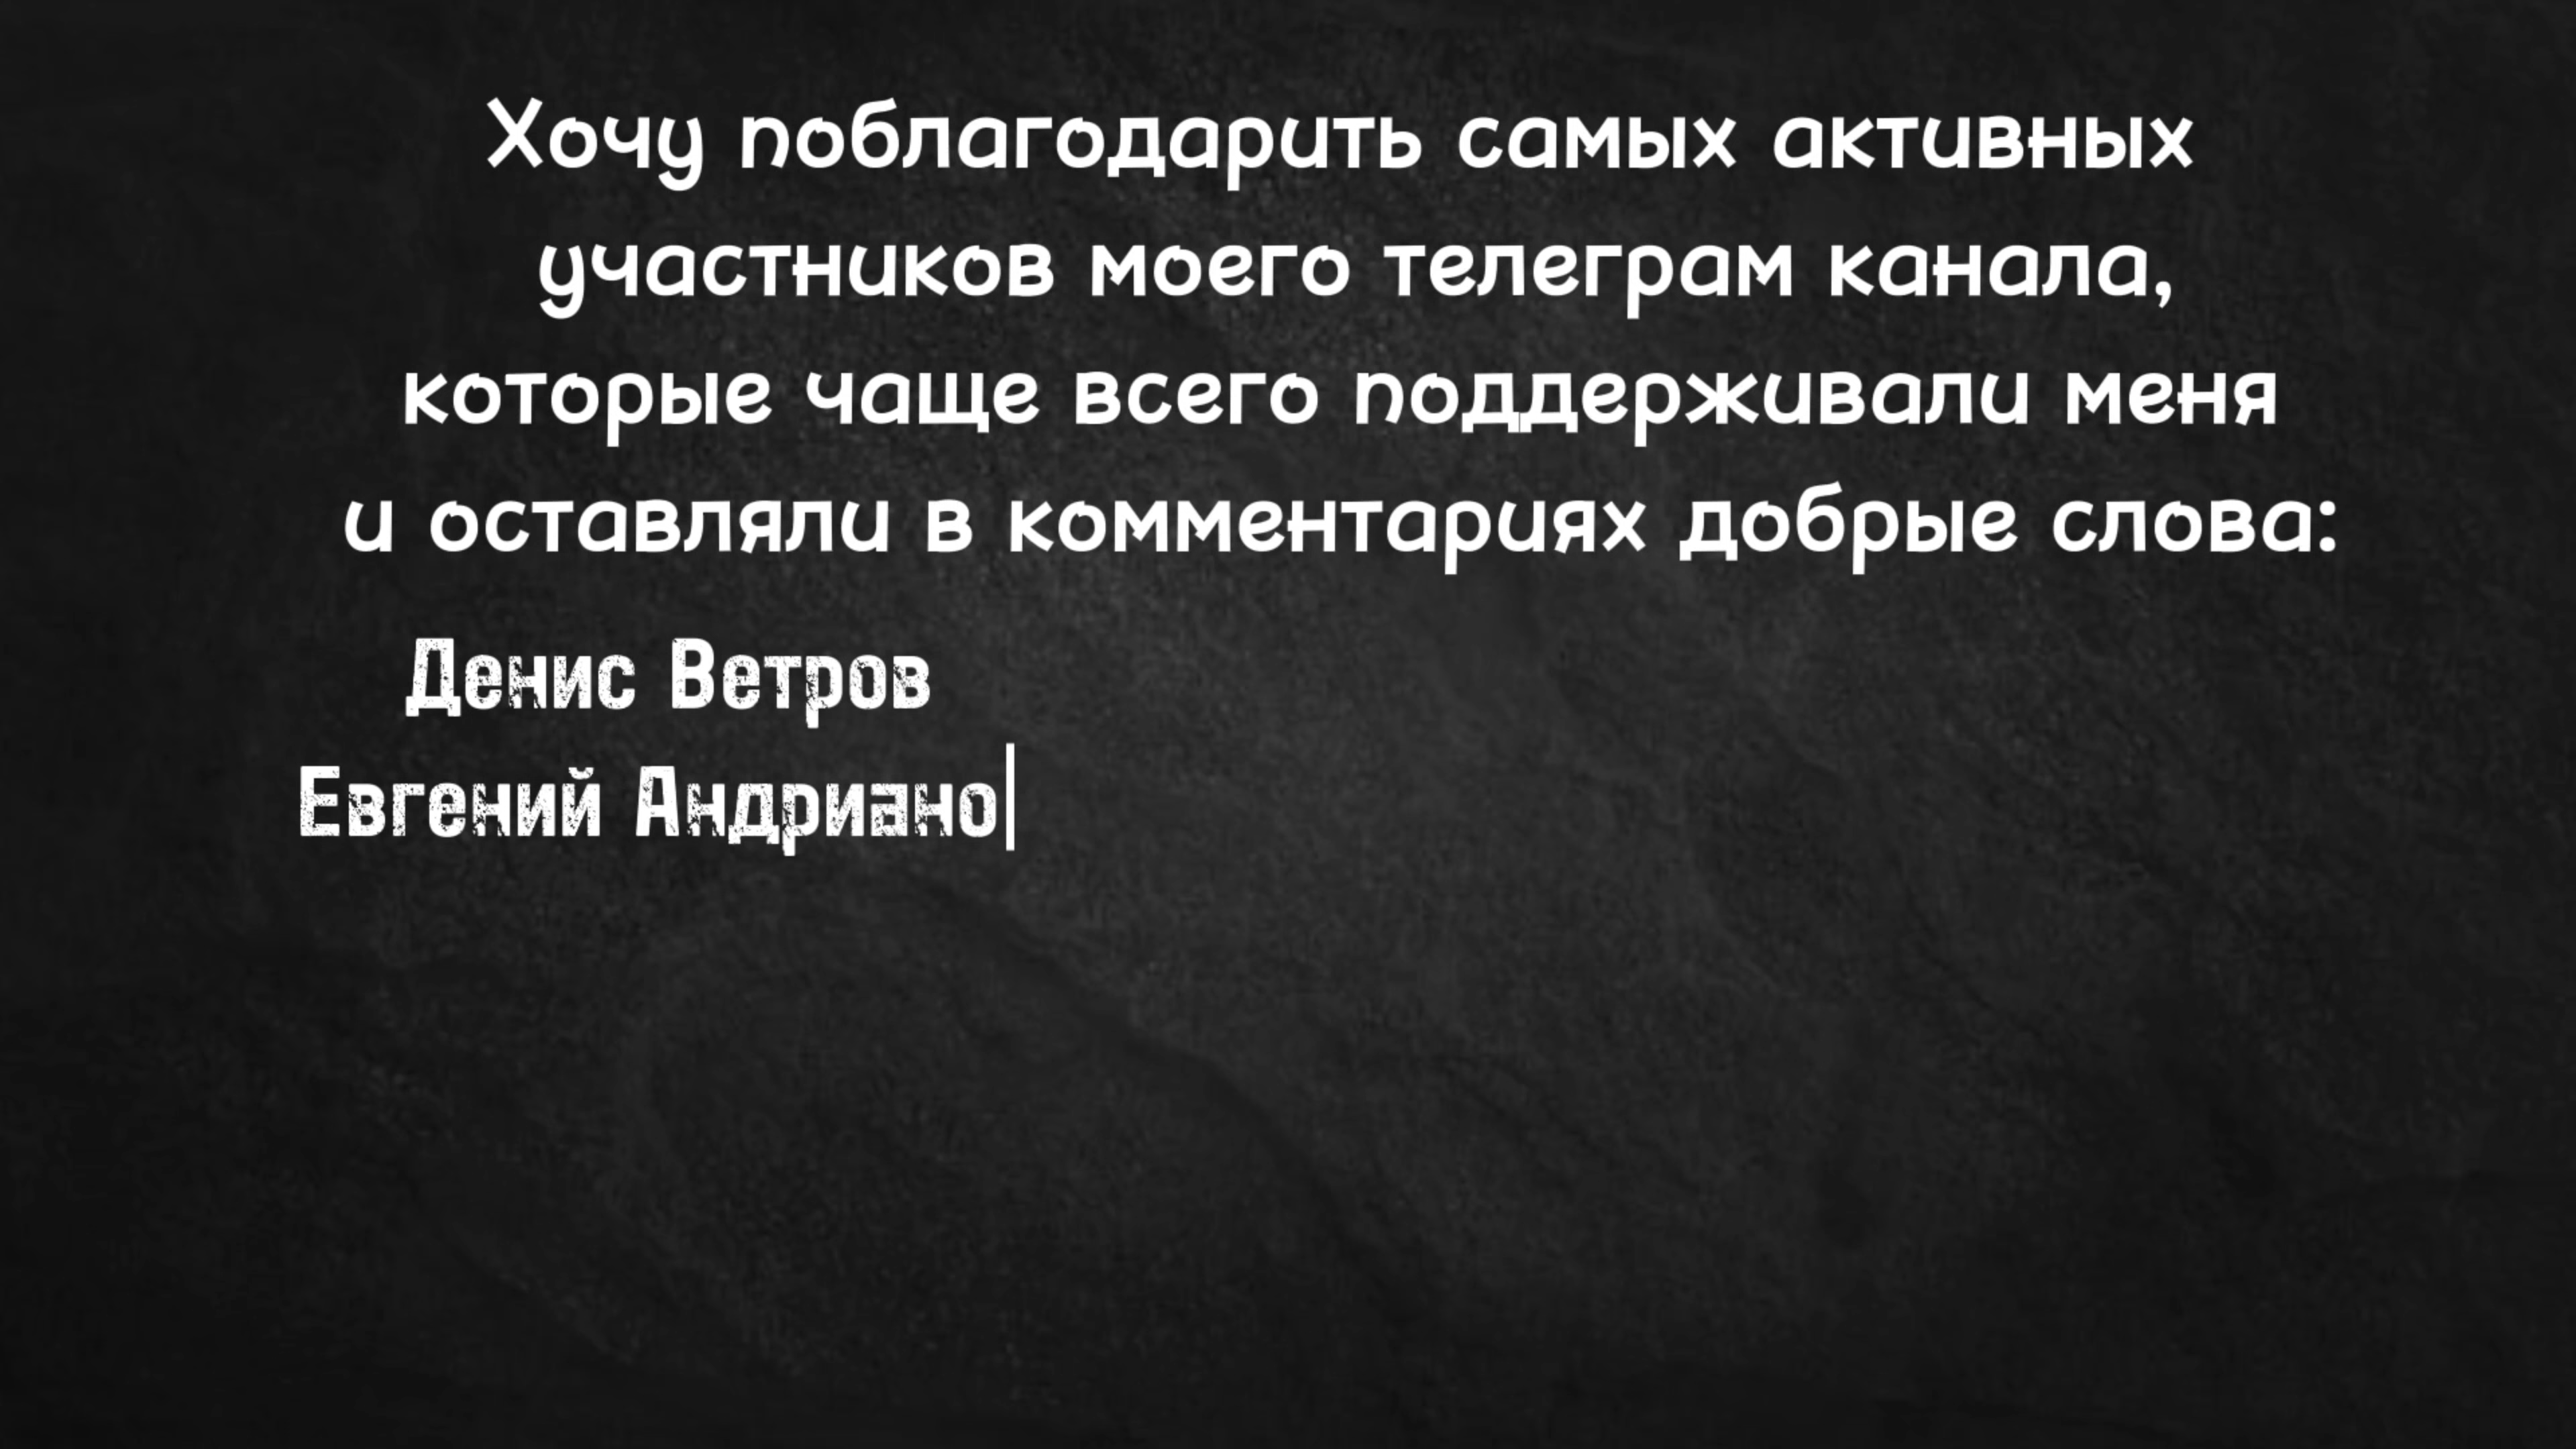 Хочу поблагодарить самых активных
участников моего телеграм канала,
которые чаще всего поддерживали меня
и оставляли в комментариях добрые слова:
Денис Ветров
Евгений Андриано